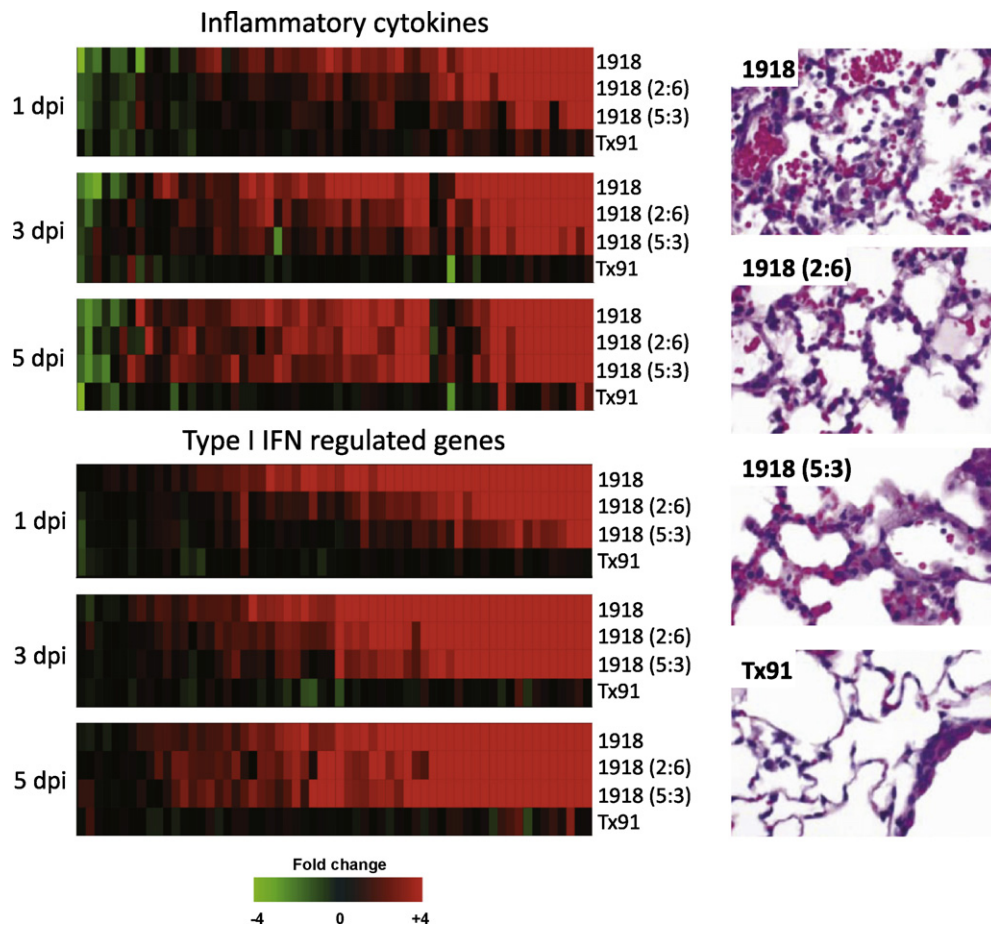 Inflammatory cytokines
1 dpi
1918
1918 (2:6)
1918 (5:3)
Tx91
3 dpi
1918
1918 (2:6)
1918 (5:3)
Tx91
5 dpi
1918
1918 (2:6)
1918 (5:3)
Tx91
Type I IFN regulated genes
1 dpi
1918
1918 (2:6)
1918 (5:3)
Tx91
3 dpi
1918
1918 (2:6)
1918 (5:3)
Tx91
5 dpi
1918
1918 (2:6)
1918 (5:3)
Tx91
Fold change
-4 0 +4
1918
1918 (2:6)
1918 (5:3)
Tx91